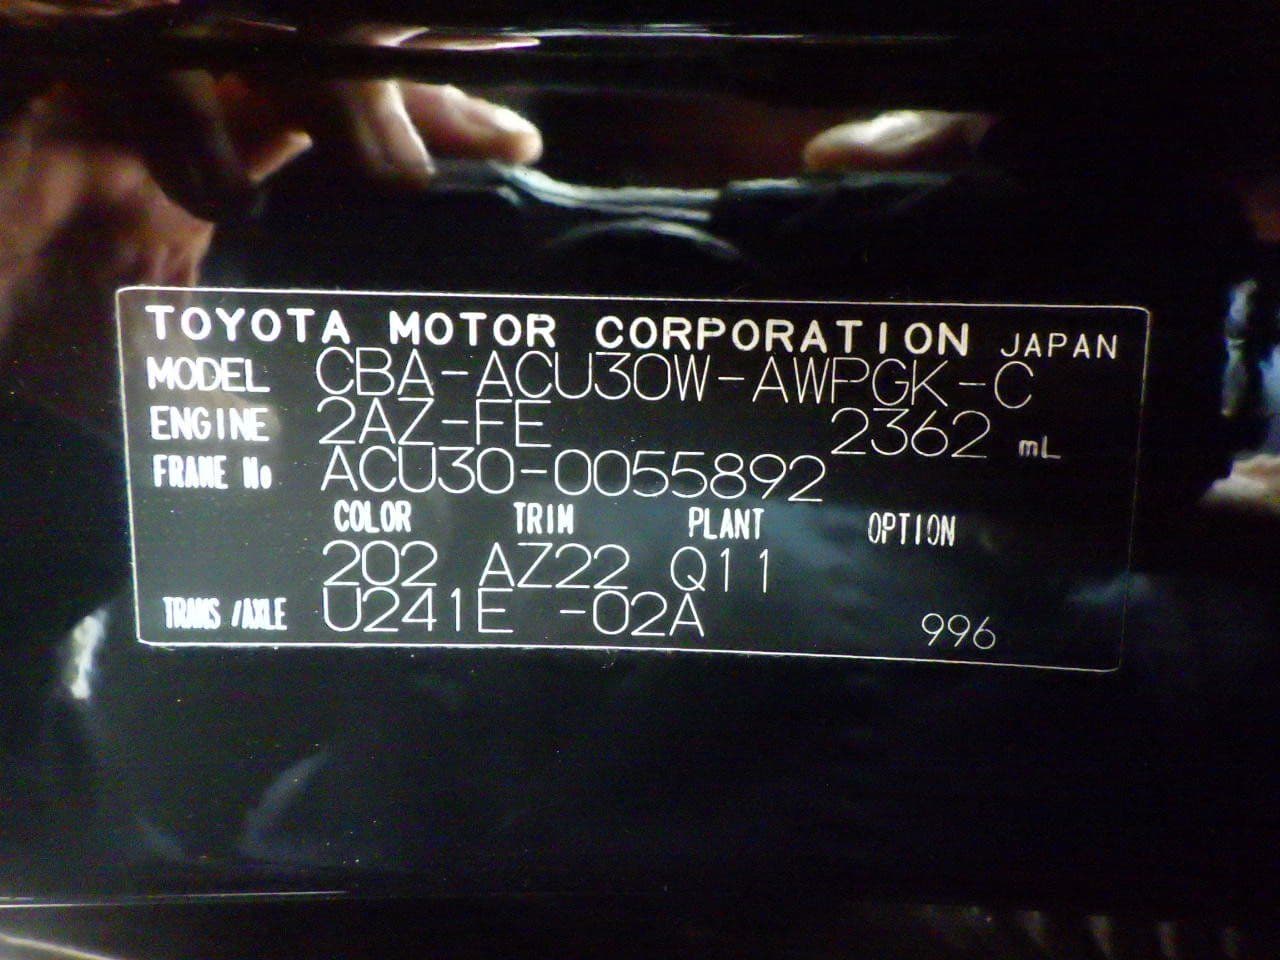 TOYOTA MOTOR CORPORATION JAPAN
MODEL CBA-ACU30W-AWPGK-C
ENGINE 2AZ-FE 2362 mL
FRAME No ACU30-0055892
COLOR TRIM PLANT OPTION
202 AZ22 Q11
TRANS/AXLE U241E -02A 996